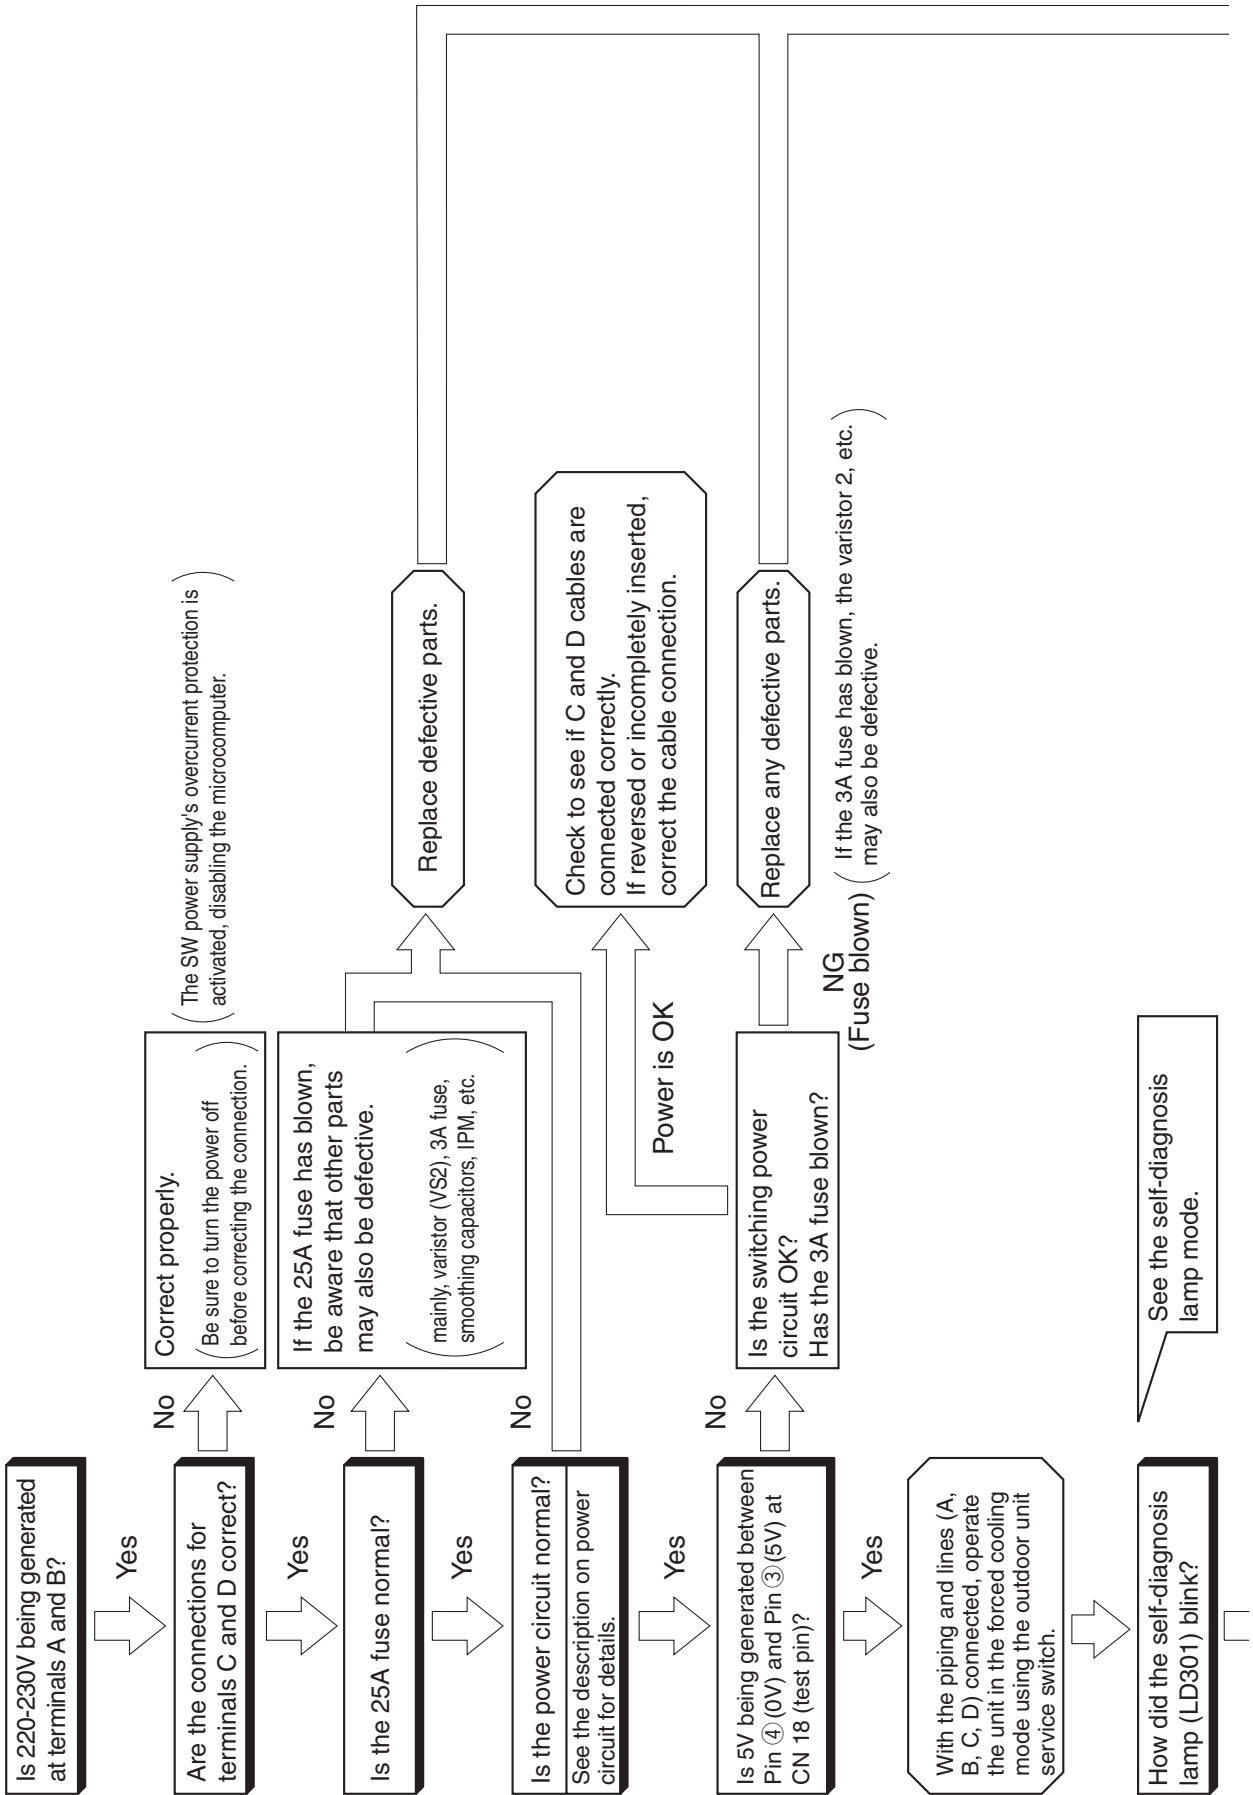 Is 220-230V being generated
at terminals A and B?
Yes
Are the connections for
terminals C and D correct?
No
Correct properly.
Be sure to turn the power off
before correcting the connection.
The SW power supply's overcurrent protection is
activated, disabling the microcomputer.
Yes
Is the 25A fuse normal?
No
If the 25A fuse has blown,
be aware that other parts
may also be defective.
mainly, varistor (VS2), 3A fuse,
smoothing capacitors, IPM, etc.
Replace defective parts.
Yes
Is the power circuit normal?
See the description on power
circuit for details.
No
Yes
Is 5V being generated between
Pin ④ (0V) and Pin ③ (5V) at
CN 18 (test pin)?
No
Is the switching power
circuit OK?
Has the 3A fuse blown?
Power is OK
Check to see if C and D cables are
connected correctly.
If reversed or incompletely inserted,
correct the cable connection.
NG
(Fuse blown)
Replace any defective parts.
If the 3A fuse has blown, the varistor 2, etc.
may also be defective.
Yes
With the piping and lines (A,
B, C, D) connected, operate
the unit in the forced cooling
mode using the outdoor unit
service switch.
How did the self-diagnosis
lamp (LD301) blink?
See the self-diagnosis
lamp mode.